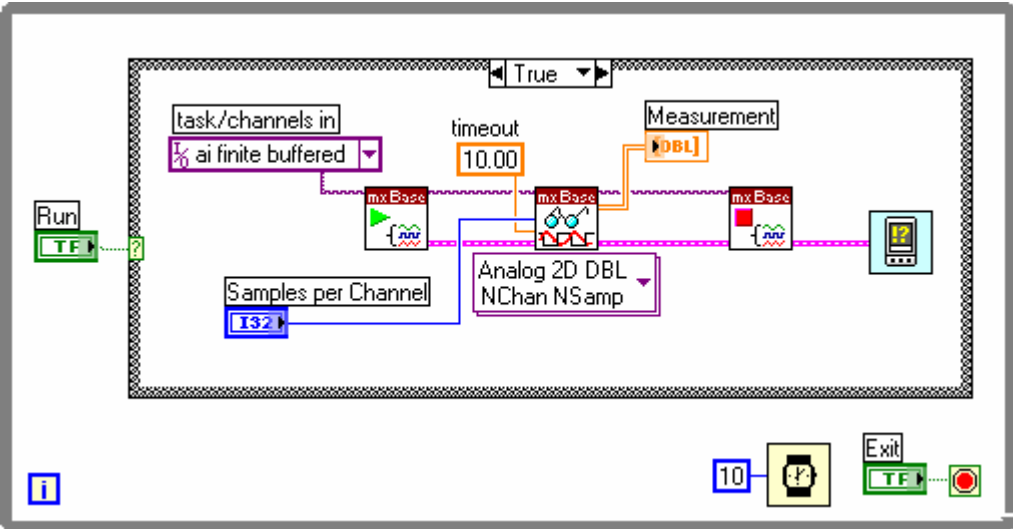 True
task/channels in
I/O ai finite buffered
timeout
10.00
Measurement
DBL]
mx Base
mx Base
mx Base
Run
TF
?
!?
Analog 2D DBL
NChan NSamp
Samples per Channel
I32
Exit
TF
10
i